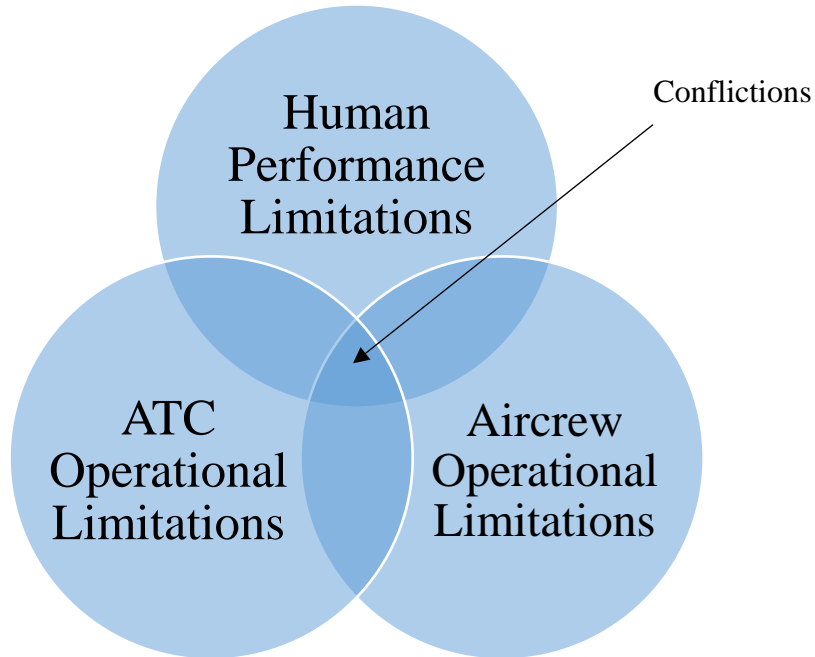 Conflictions
Human
Performance
Limitations
ATC
Operational
Limitations
Aircrew
Operational
Limitations